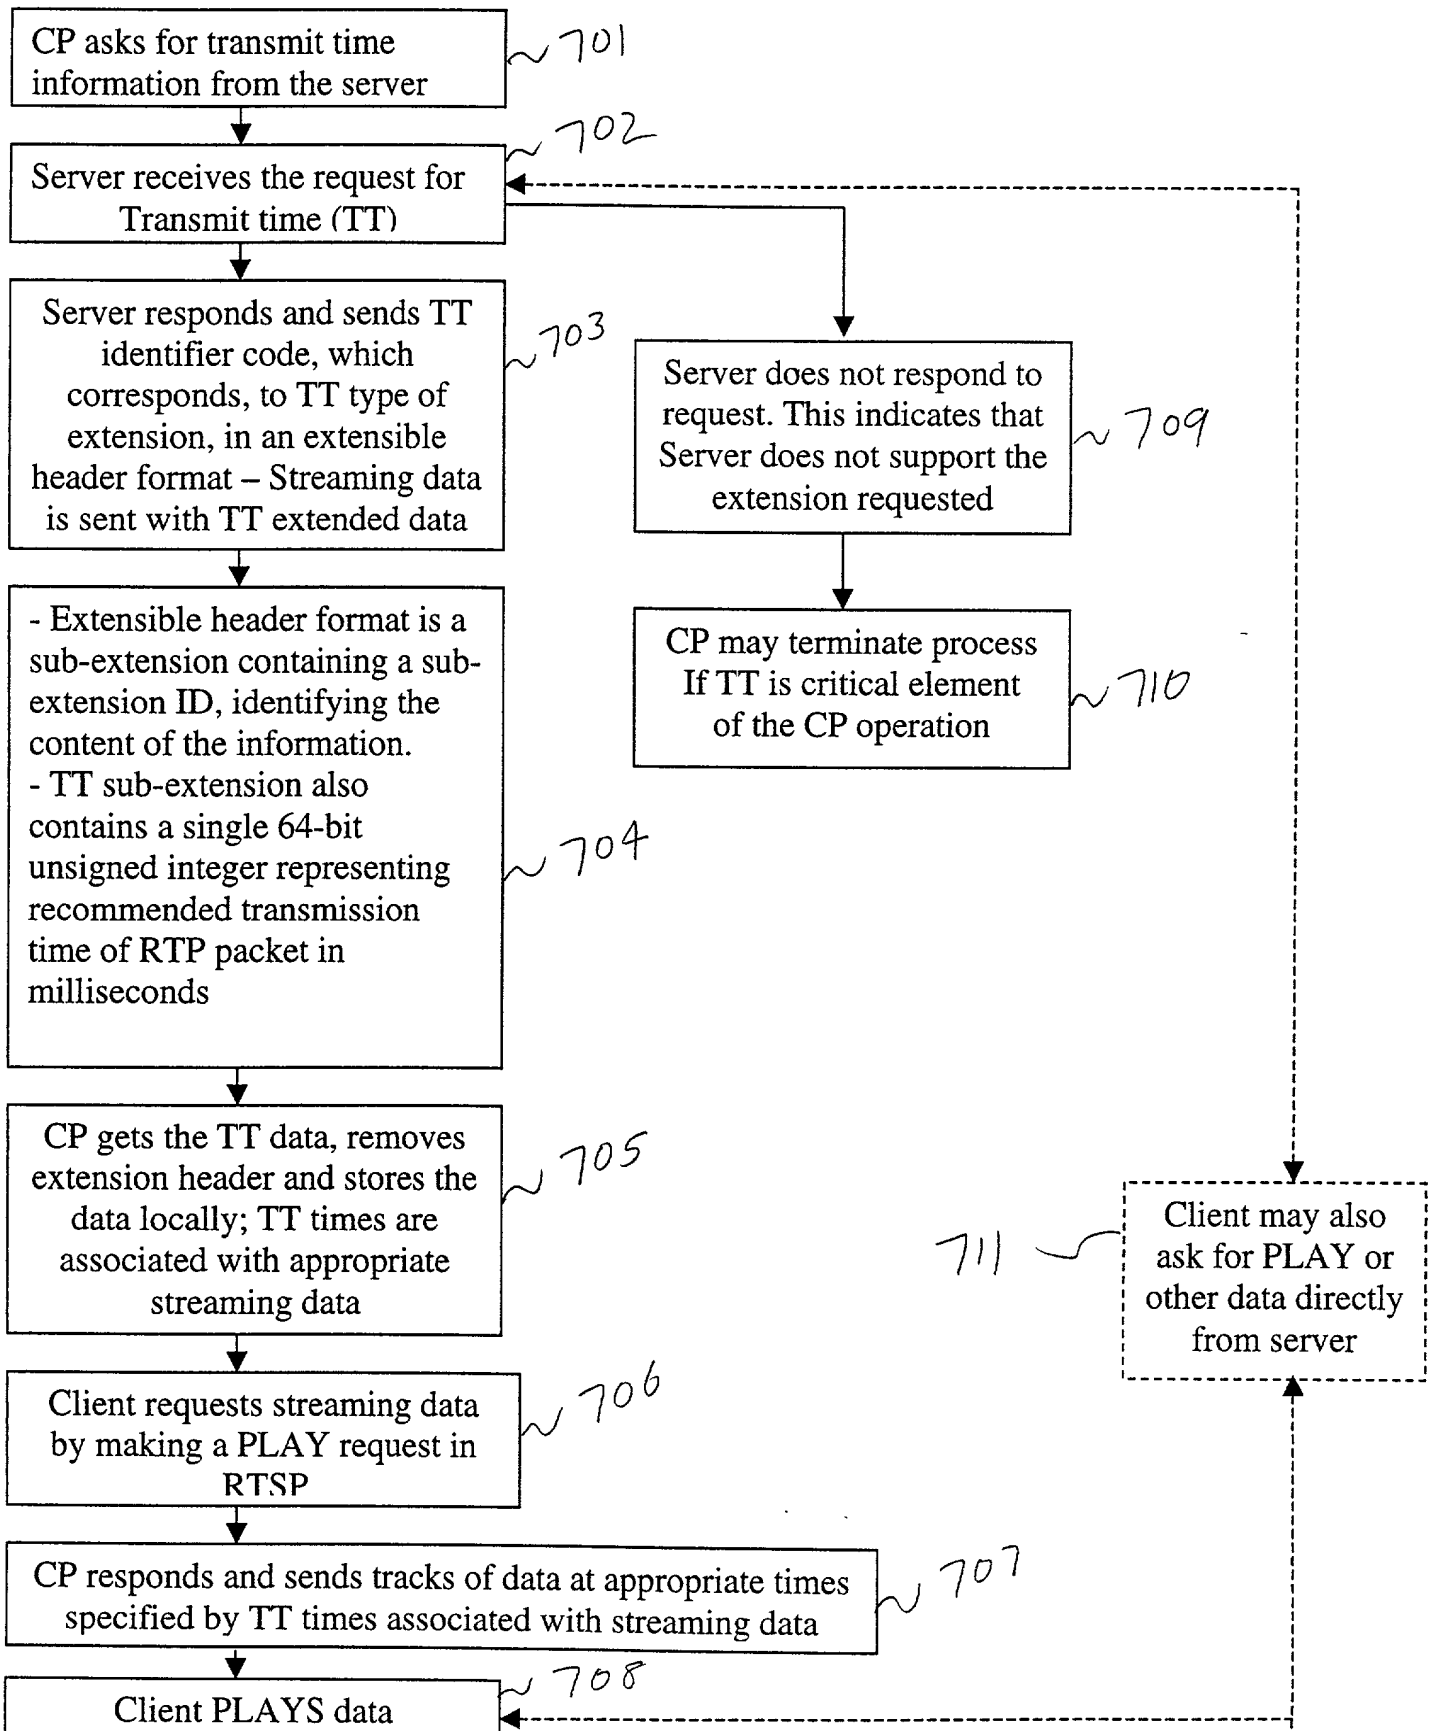 CP asks for transmit time
information from the server
701
702
Server receives the request for
Transmit time (TT)
Server responds and sends TT
identifier code, which
corresponds, to TT type of
extension, in an extensible
header format – Streaming data
is sent with TT extended data
703
Server does not respond to
request. This indicates that
Server does not support the
extension requested
709
- Extensible header format is a
sub-extension containing a sub-
extension ID, identifying the
content of the information.
- TT sub-extension also
contains a single 64-bit
unsigned integer representing
recommended transmission
time of RTP packet in
milliseconds
704
CP may terminate process
If TT is critical element
of the CP operation
710
CP gets the TT data, removes
extension header and stores the
data locally; TT times are
associated with appropriate
streaming data
705
711
Client may also
ask for PLAY or
other data directly
from server
Client requests streaming data
by making a PLAY request in
RTSP
706
CP responds and sends tracks of data at appropriate times
specified by TT times associated with streaming data
707
708
Client PLAYS data